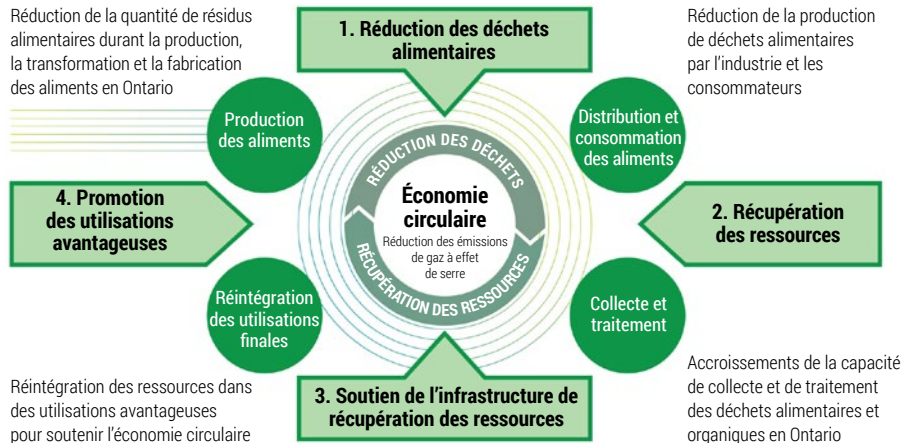 Réduction de la quantité de résidus
alimentaires durant la production,
la transformation et la fabrication
des aliments en Ontario
1. Réduction des déchets
alimentaires
Réduction de la production
de déchets alimentaires
par l'industrie et les
consommateurs
Production
des aliments
Distribution et
consommation
des aliments
RÉDUCTION DES DÉCHETS
Économie
circulaire
Réduction des émissions
de gaz à effet
de serre
RÉCUPÉRATION DES RESSOURCES
4. Promotion
des utilisations
avantageuses
2. Récupération
des ressources
Réintégration
des utilisations
finales
Collecte et
traitement
3. Soutien de l'infrastructure de
récupération des ressources
Réintégration des ressources dans
des utilisations avantageuses
pour soutenir l'économie circulaire
Accroissements de la capacité
de collecte et de traitement
des déchets alimentaires et
organiques en Ontario